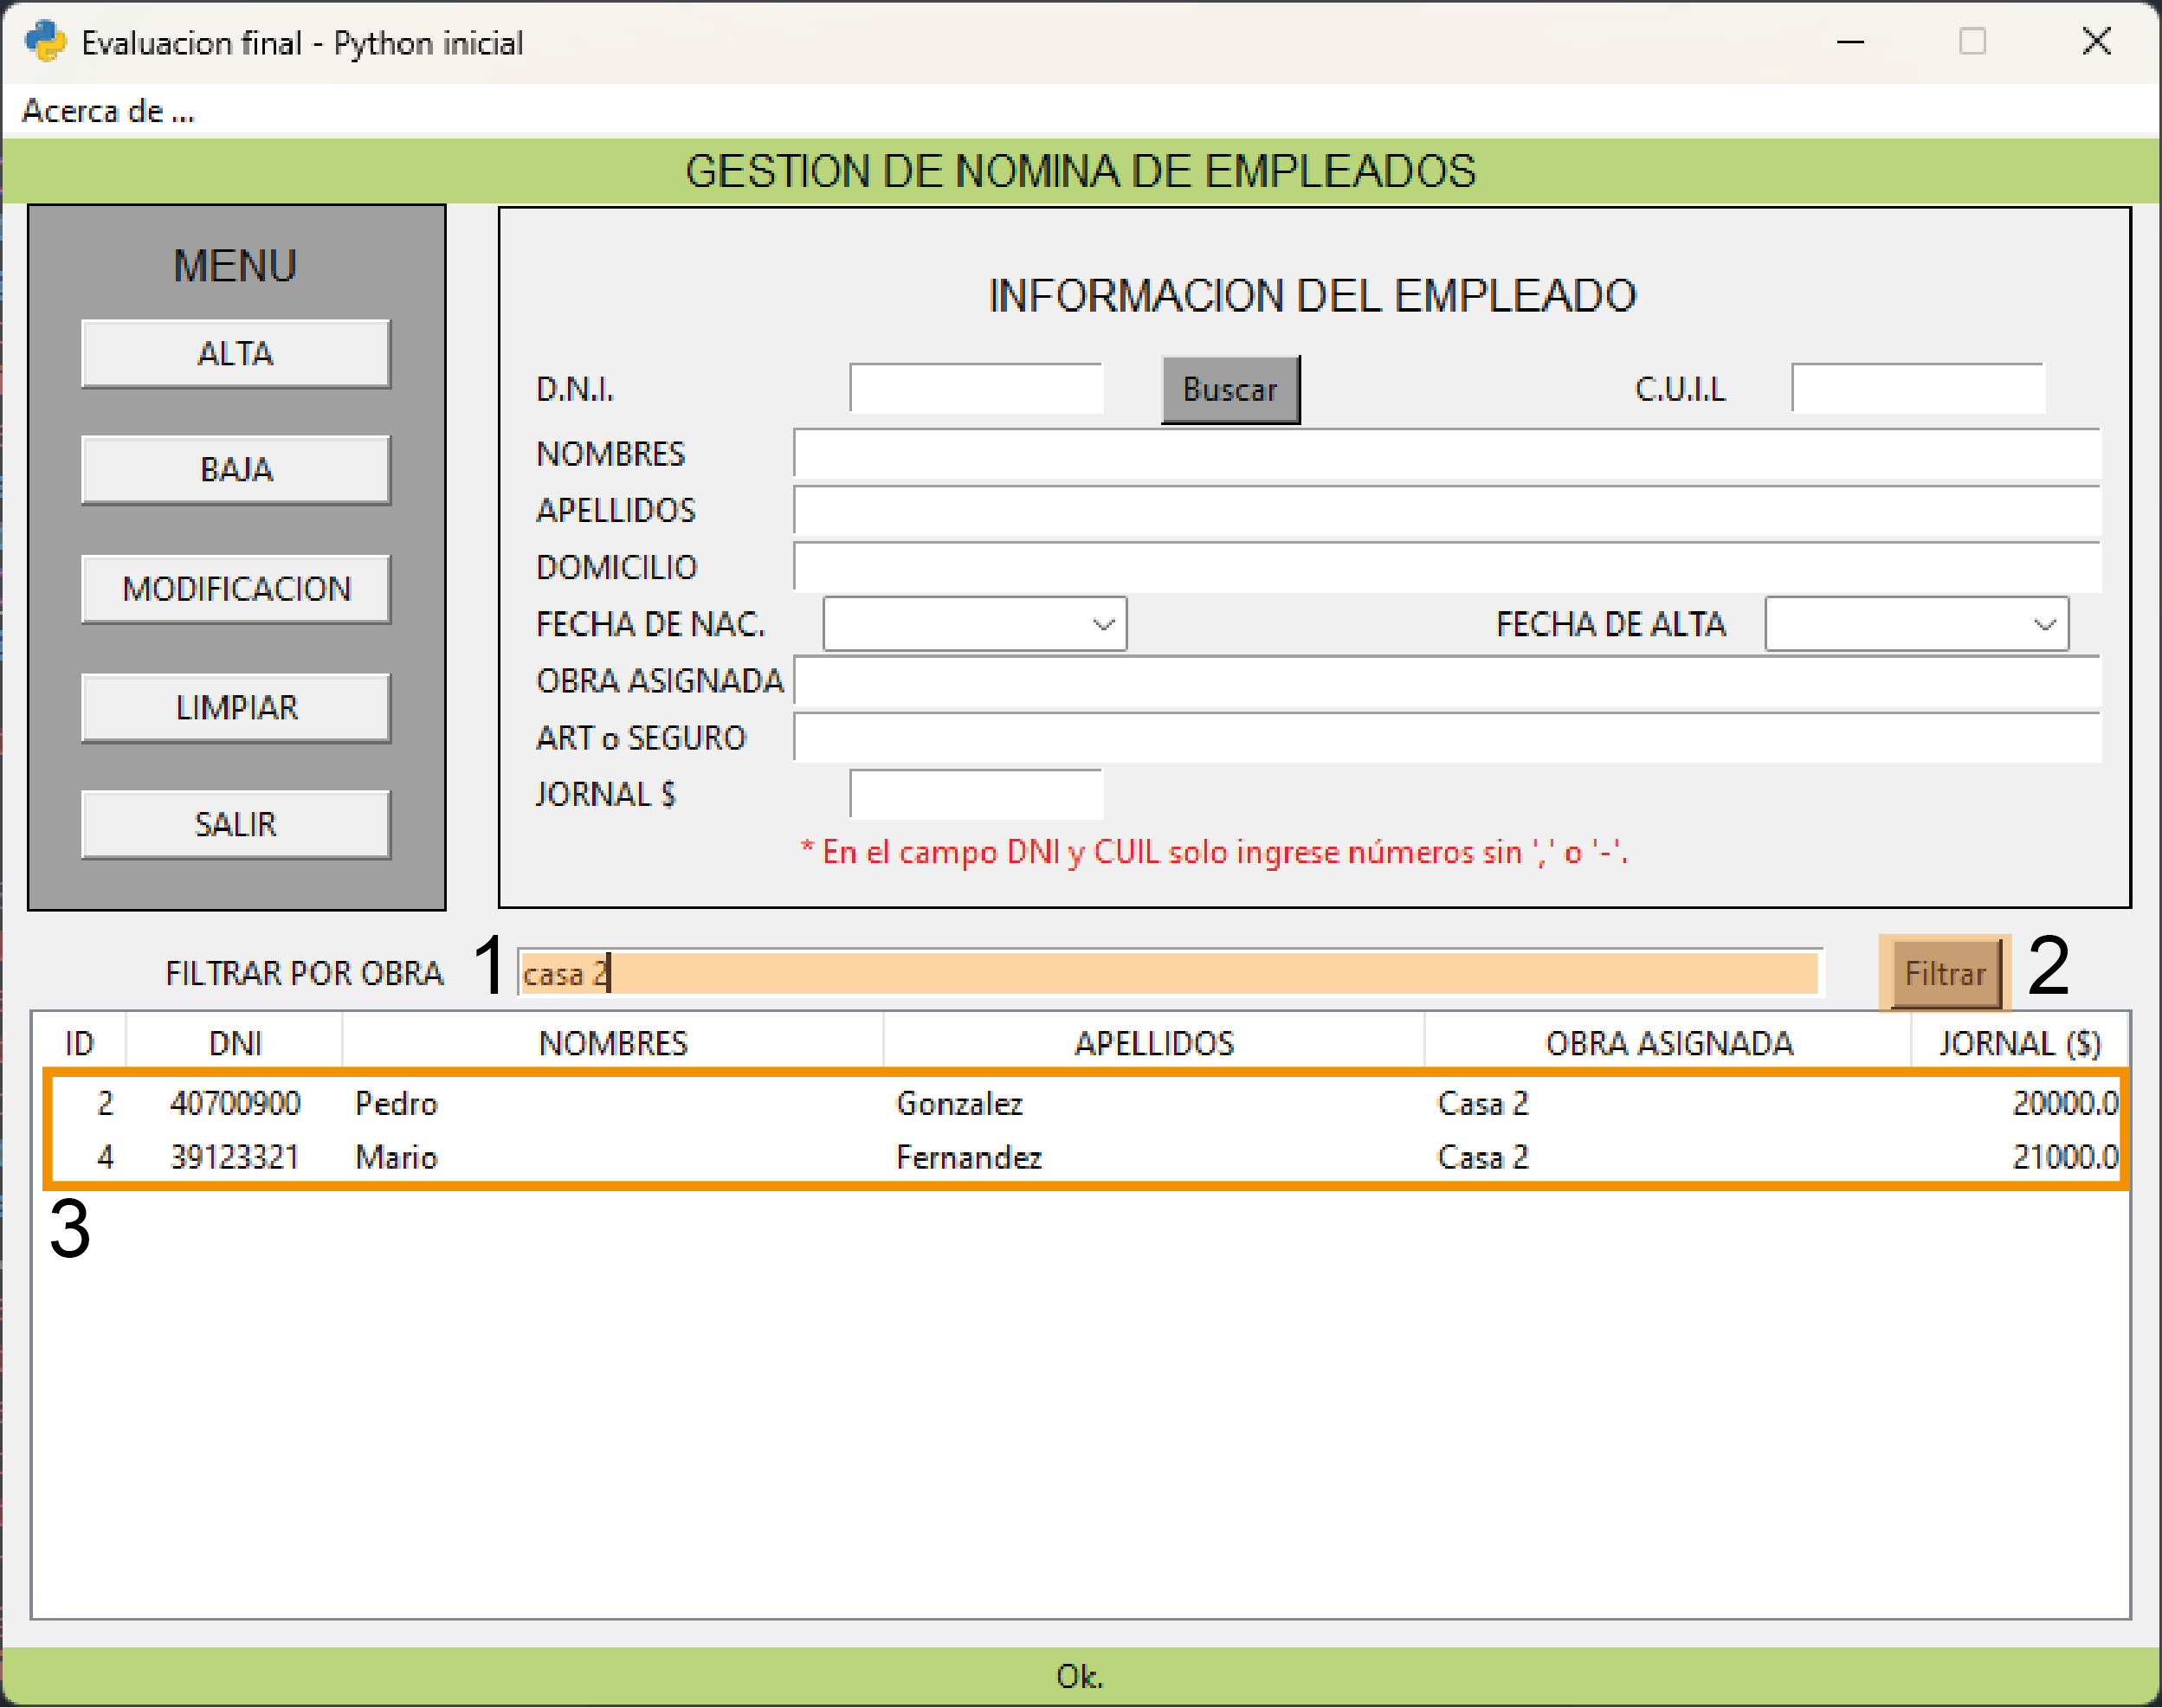 Evaluacion final - Python inicial
Acerca de ...
GESTION DE NOMINA DE EMPLEADOS
MENU
ALTA
BAJA
MODIFICACION
LIMPIAR
SALIR
INFORMACION DEL EMPLEADO
D.N.I. Buscar C.U.I.L
NOMBRES
APELLIDOS
DOMICILIO
FECHA DE NAC. FECHA DE ALTA
OBRA ASIGNADA
ART o SEGURO
JORNAL $
* En el campo DNI y CUIL solo ingrese números sin ',' o '-'.
FILTRAR POR OBRA 1 casa 2 Filtrar 2
ID DNI NOMBRES APELLIDOS OBRA ASIGNADA JORNAL ($)
2 40700900 Pedro Gonzalez Casa 2 20000.0
4 39123321 Mario Fernandez Casa 2 21000.0
3
Ok.